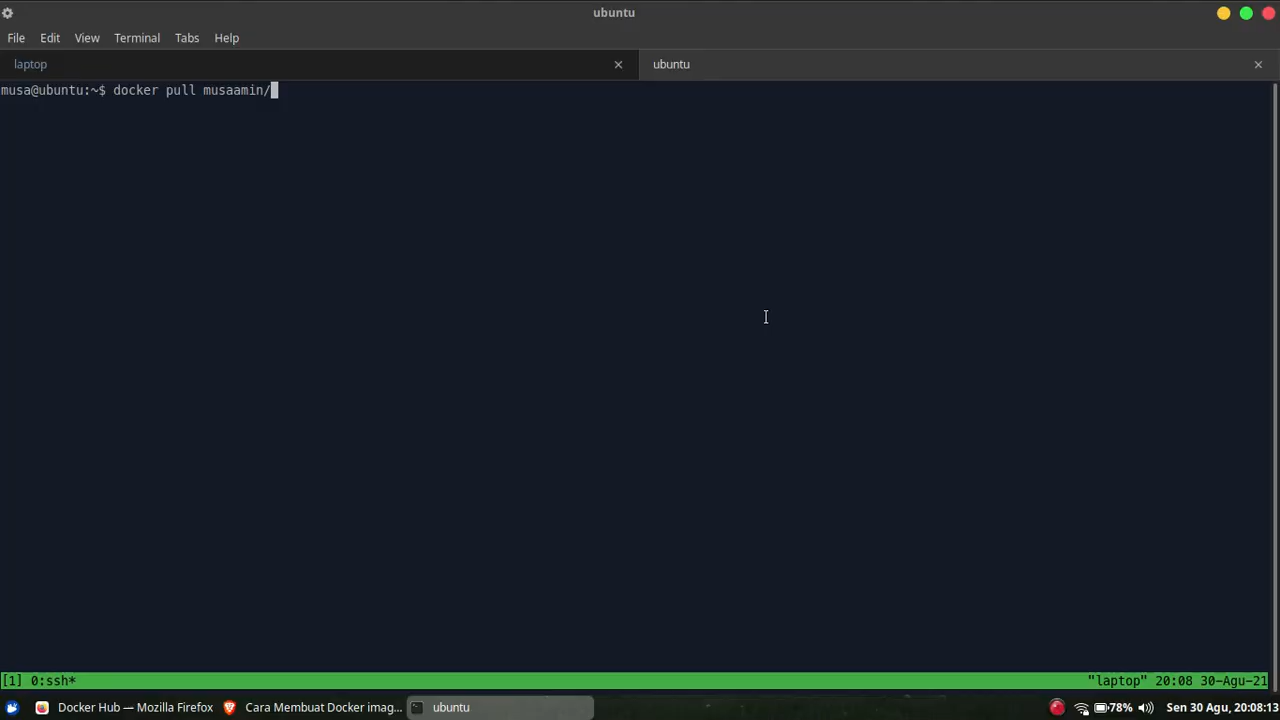 ubuntu
File Edit View Terminal Tabs Help
laptop ubuntu
musa@ubuntu:~$ docker pull musaamin/
[1] 0:ssh* "laptop" 20:08 30-Agu-21
Docker Hub — Mozilla Firefox Cara Membuat Docker imag... ubuntu 78% Sen 30 Agu, 20:08:13